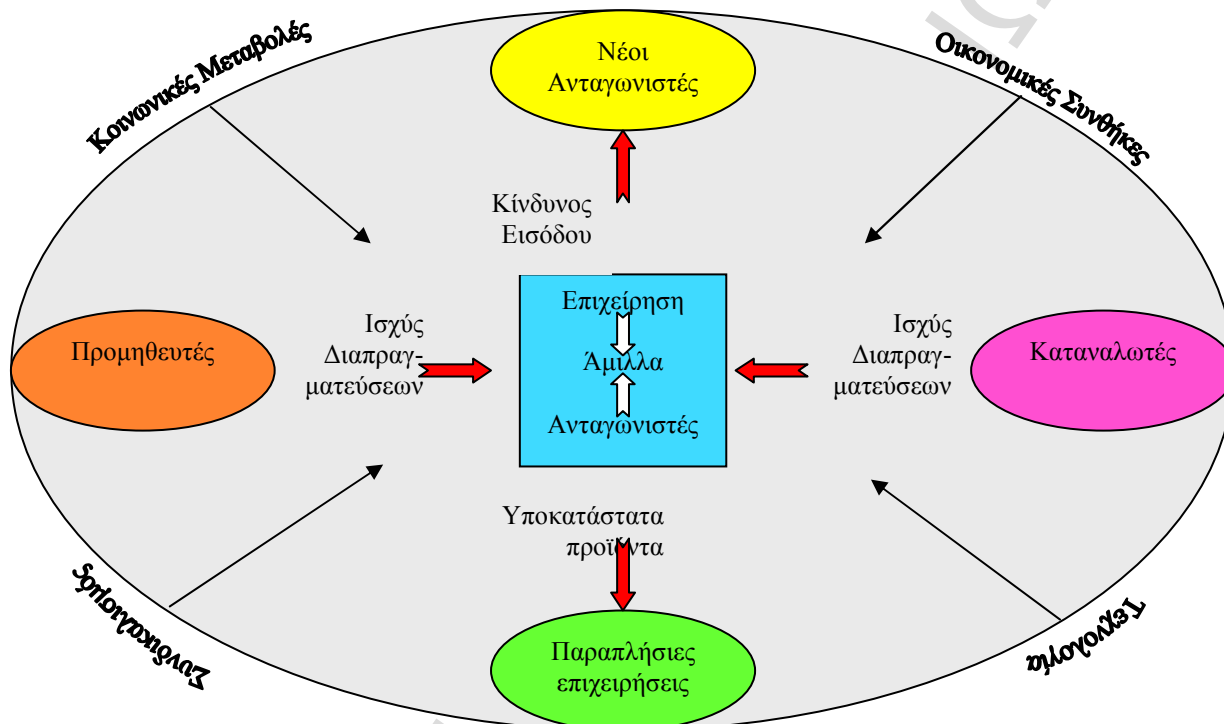 Κοινωνικές Μεταβολές
Νέοι
Ανταγωνιστές
Οικονομικές Συνθήκες
Κίνδυνος
Εισόδου
Προμηθευτές
Ισχύς
Διαπραγ-
ματεύσεων
Επιχείρηση
Άμιλλα
Ανταγωνιστές
Ισχύς
Διαπραγ-
ματεύσεων
Καταναλωτές
Υποκατάστατα
προϊόντα
Συνδικαλισμός
Παραπλήσιες
επιχειρήσεις
Τεχνολογία